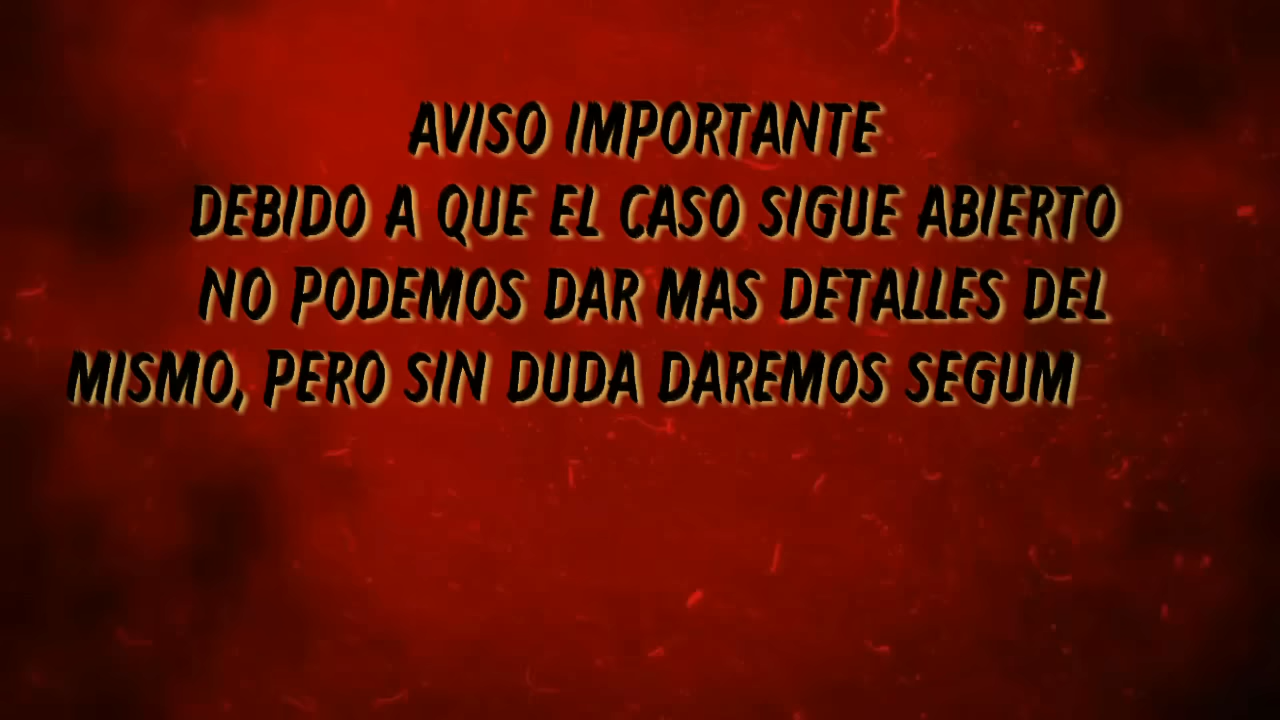 AVISO IMPORTANTE
DEBIDO A QUE EL CASO SIGUE ABIERTO
NO PODEMOS DAR MAS DETALLES DEL
MISMO, PERO SIN DUDA DAREMOS SEGUM